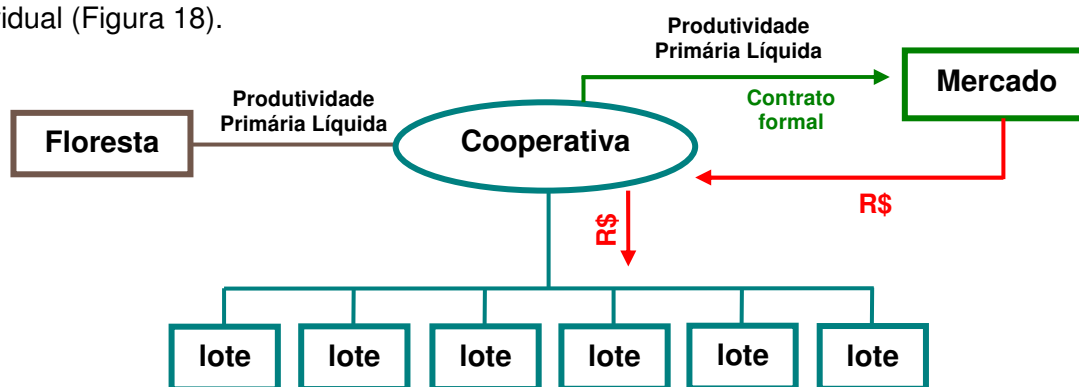 vidual (Figura 18).
Produtividade
Primária Líquida
Mercado
Contrato
formal
Produtividade
Primária Líquida
Floresta
Cooperativa
R$
R$
lote
lote
lote
lote
lote
lote